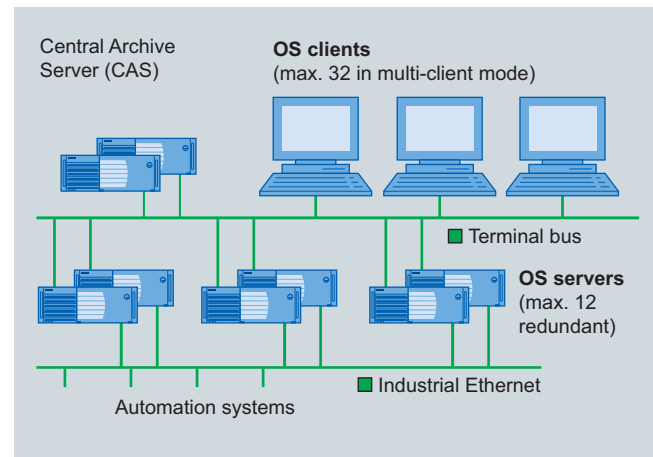 Central Archive
Server (CAS)
OS clients
(max. 32 in multi-client mode)
Terminal bus
OS servers
(max. 12
redundant)
Industrial Ethernet
Automation systems